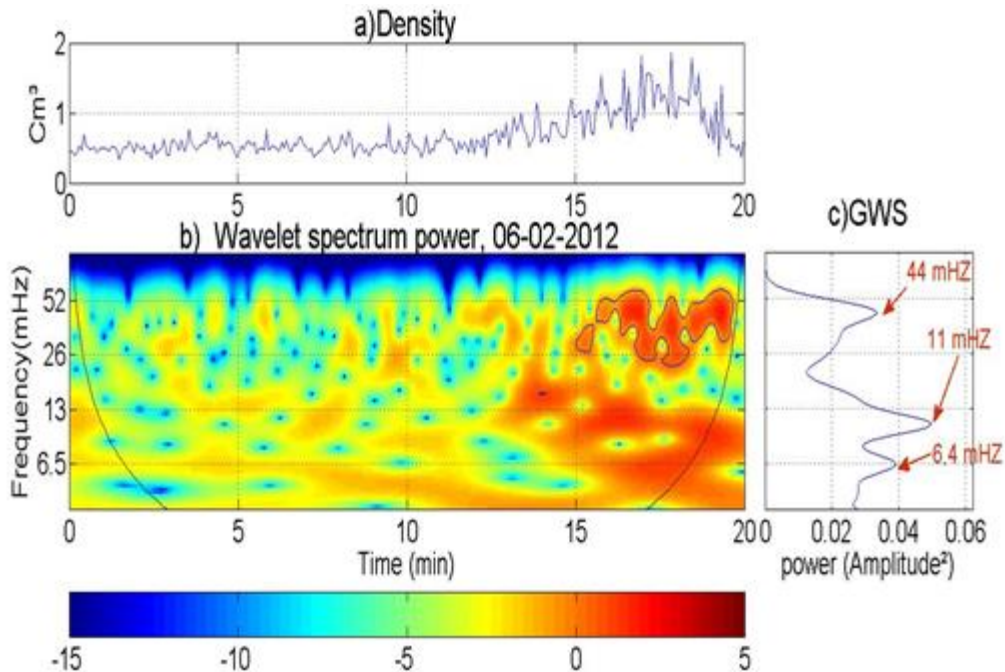 a)Density
2
1
0
Cm³
0 5 10 15 20
b) Wavelet spectrum power, 06-02-2012
52
26
13
6.5
Frequency(mHz)
0 5 10 15 20
Time (min)
c)GWS
44 mHZ
11 mHZ
6.4 mHZ
0 0.02 0.04 0.06
power (Amplitude²)
-15 -10 -5 0 5